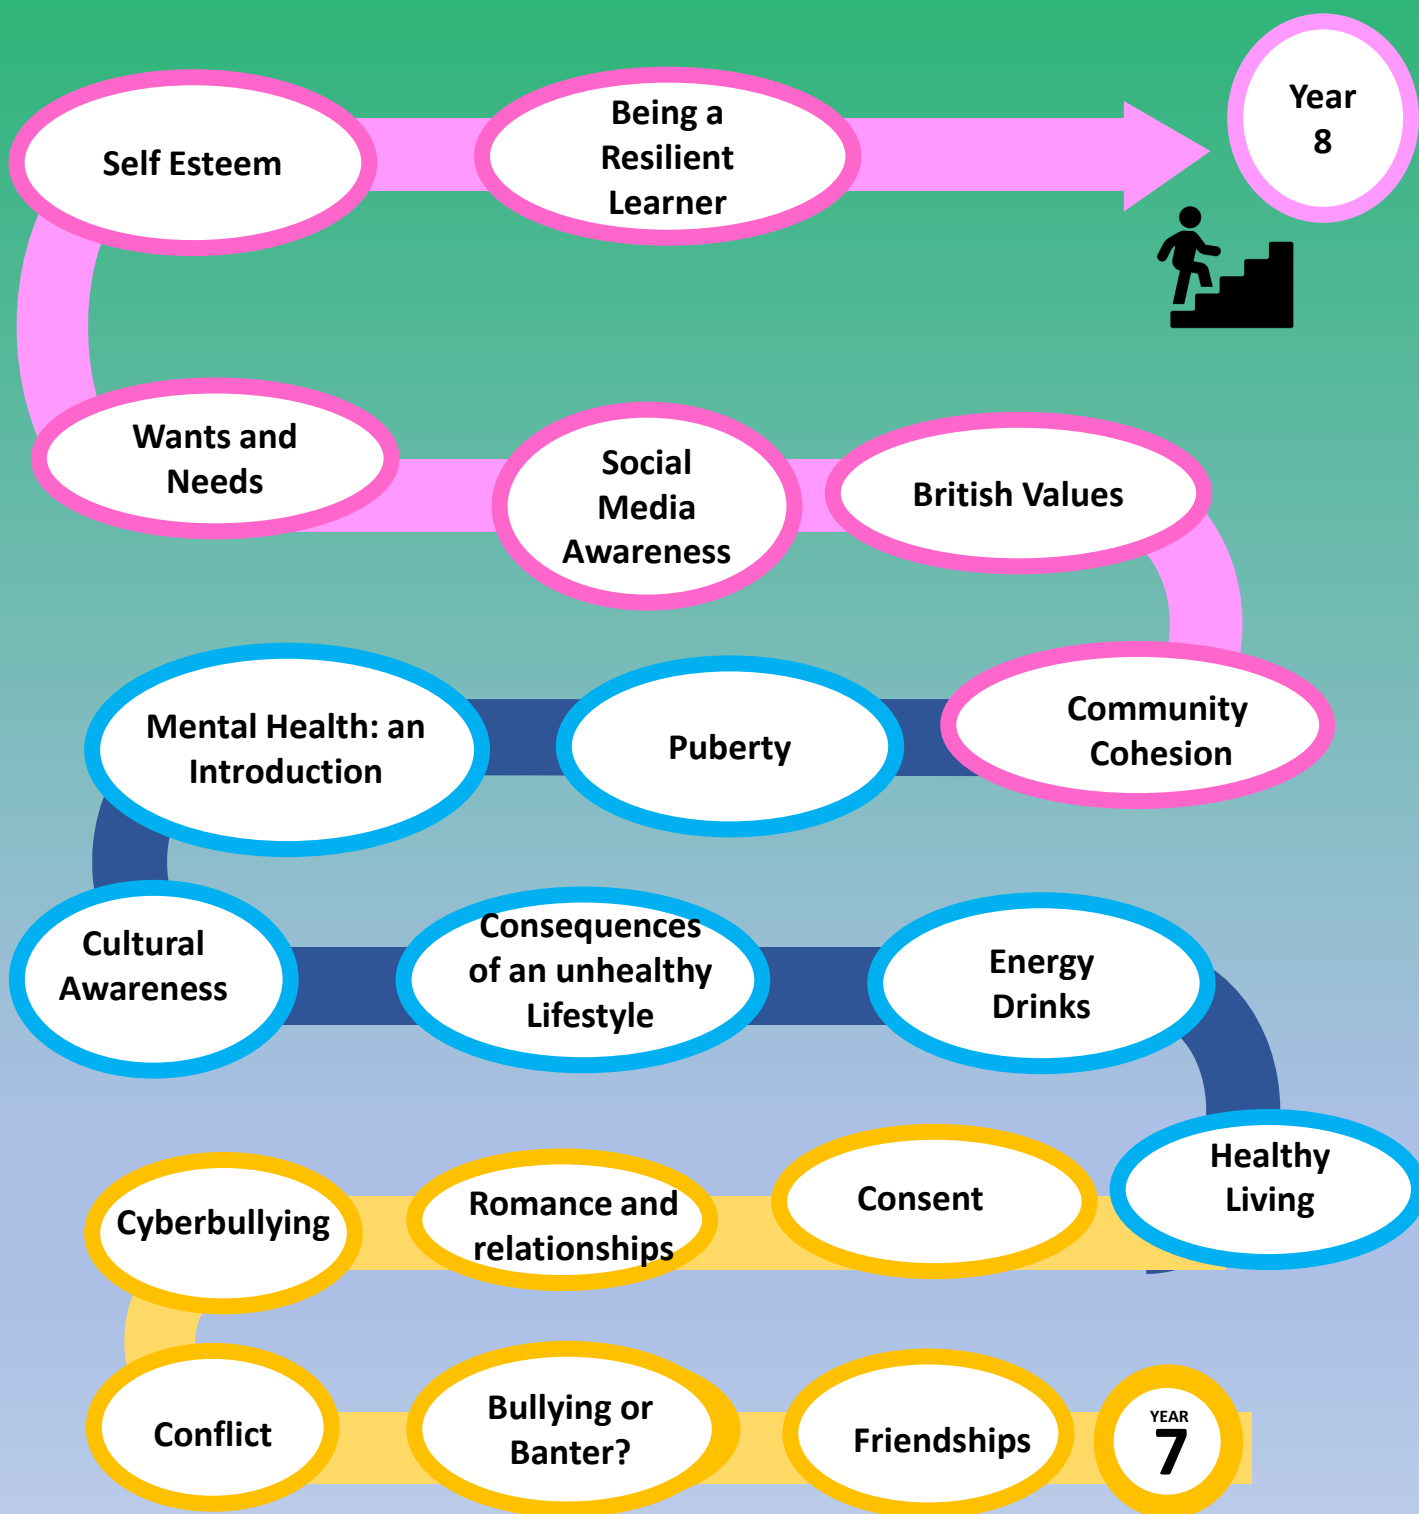 Year
8
Self Esteem
Being a
Resilient
Learner
Wants and
Needs
Social
Media
Awareness
British Values
Mental Health: an
Introduction
Puberty
Community
Cohesion
Cultural
Awareness
Consequences
of an unhealthy
Lifestyle
Energy
Drinks
Cyberbullying
Romance and
relationships
Consent
Healthy
Living
Conflict
Bullying or
Banter?
Friendships
YEAR
7